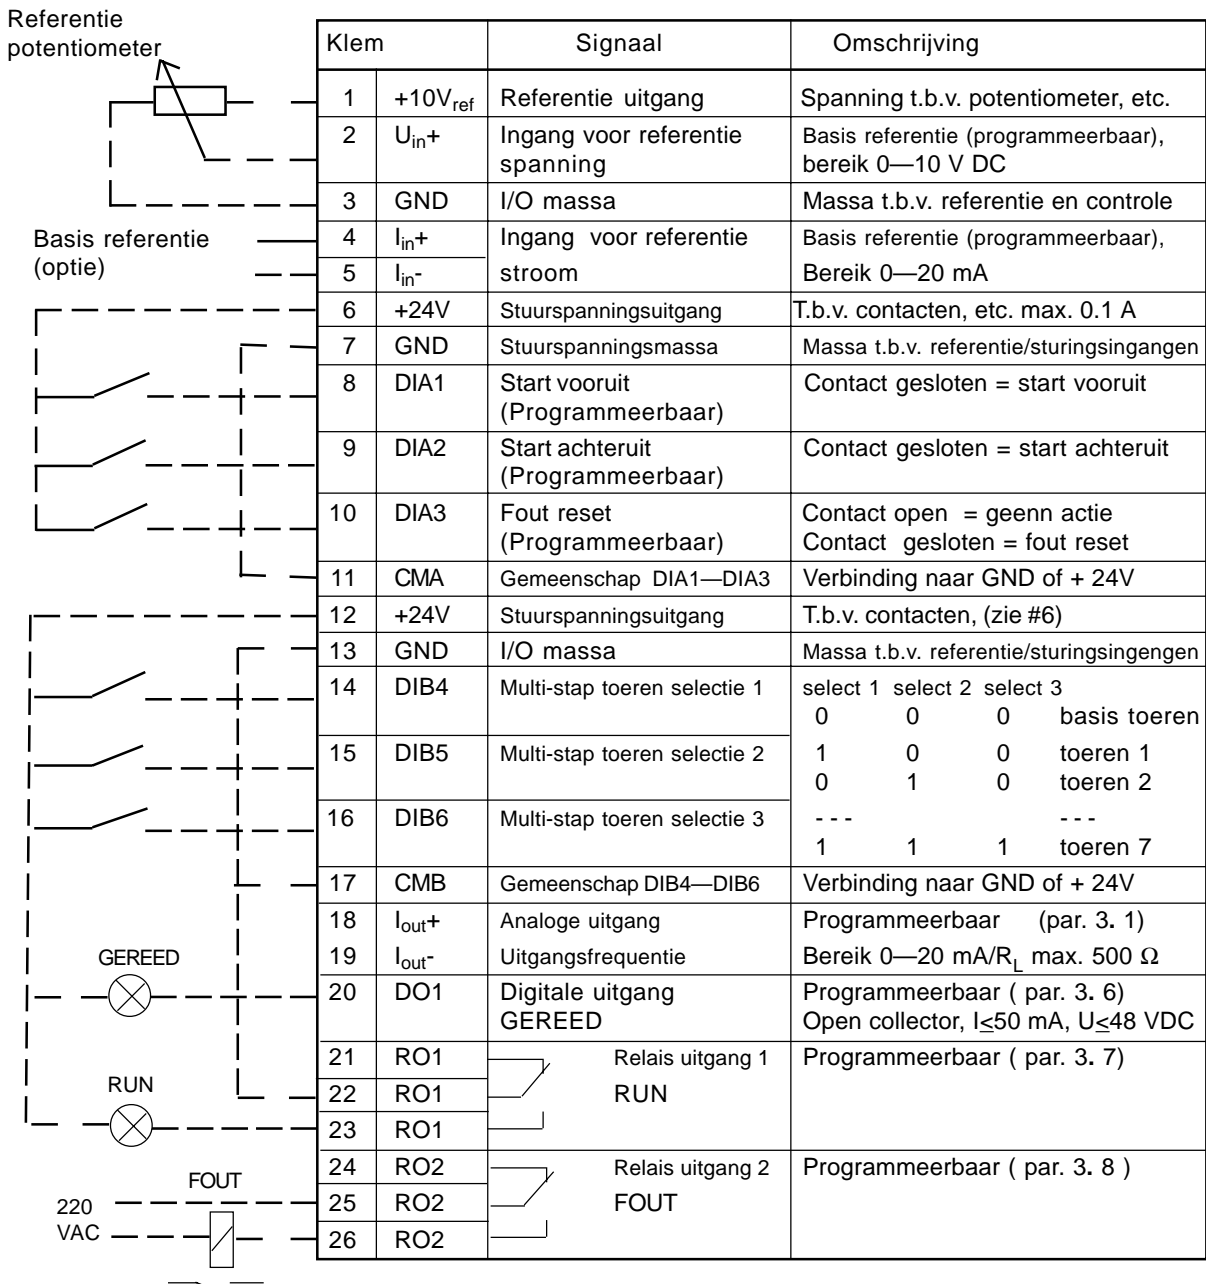 Referentie
potentiometer
Klem Signaal Omschrijving
1 +10Vref Referentie uitgang Spanning t.b.v. potentiometer, etc.
2 Uin+ Ingang voor referentie Basis referentie (programmeerbaar),
spanning bereik 0—10 V DC
3 GND I/O massa Massa t.b.v. referentie en controle
Basis referentie
(optie)
4 Iin+ Ingang voor referentie Basis referentie (programmeerbaar),
5 Iin- stroom Bereik 0—20 mA
6 +24V Stuurspanningsuitgang T.b.v. contacten, etc. max. 0.1 A
7 GND Stuurspanningsmassa Massa t.b.v. referentie/sturingsingangen
8 DIA1 Start vooruit Contact gesloten = start vooruit
(Programmeerbaar)
9 DIA2 Start achteruit Contact gesloten = start achteruit
(Programmeerbaar)
10 DIA3 Fout reset Contact open = geenn actie
(Programmeerbaar) Contact gesloten = fout reset
11 CMA Gemeenschap DIA1—DIA3 Verbinding naar GND of + 24V
12 +24V Stuurspanningsuitgang T.b.v. contacten, (zie #6)
13 GND I/O massa Massa t.b.v. referentie/sturingsingengen
14 DIB4 Multi-stap toeren selectie 1 select 1 select 2 select 3
0 0 0 basis toeren
15 DIB5 Multi-stap toeren selectie 2 1 0 0 toeren 1
0 1 0 toeren 2
16 DIB6 Multi-stap toeren selectie 3 - - - - - -
1 1 1 toeren 7
17 CMB Gemeenschap DIB4—DIB6 Verbinding naar GND of + 24V
18 Iout+ Analoge uitgang Programmeerbaar (par. 3. 1)
19 Iout- Uitgangsfrequentie Bereik 0—20 mA/RL max. 500 Ω
GEREED
20 DO1 Digitale uitgang Programmeerbaar ( par. 3. 6)
GEREED Open collector, I≤50 mA, U≤48 VDC
21 RO1 Relais uitgang 1 Programmeerbaar ( par. 3. 7)
RUN
22 RO1 RUN
23 RO1
24 RO2 Relais uitgang 2 Programmeerbaar ( par. 3. 8 )
FOUT
25 RO2 FOUT
220
VAC
26 RO2